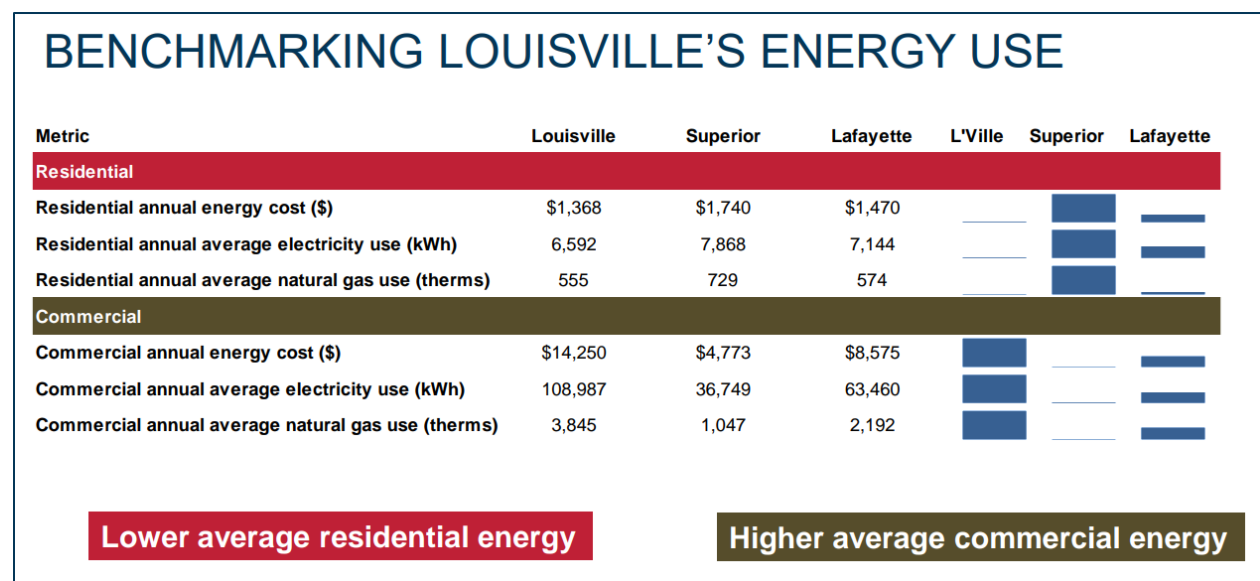 BENCHMARKING LOUISVILLE'S ENERGY USE
Metric Louisville Superior Lafayette L'Ville Superior Lafayette
Residential
Residential annual energy cost ($) $1,368 $1,740 $1,470
Residential annual average electricity use (kWh) 6,592 7,868 7,144
Residential annual average natural gas use (therms) 555 729 574
Commercial
Commercial annual energy cost ($) $14,250 $4,773 $8,575
Commercial annual average electricity use (kWh) 108,987 36,749 63,460
Commercial annual average natural gas use (therms) 3,845 1,047 2,192
Lower average residential energy Higher average commercial energy